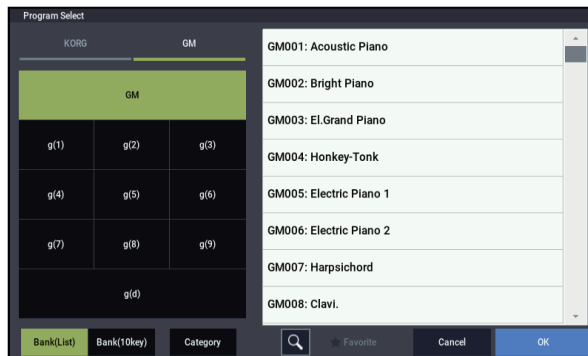 Program Select
KORG
GM
GM
g(1)
g(2)
g(3)
g(4)
g(5)
g(6)
g(7)
g(8)
g(9)
g(d)
GM001: Acoustic Piano
GM002: Bright Piano
GM003: El.Grand Piano
GM004: Honkey-Tonk
GM005: Electric Piano 1
GM006: Electric Piano 2
GM007: Harpsichord
GM008: Clavi.
Bank(List)
Bank(10key)
Category
Favorite
Cancel
OK